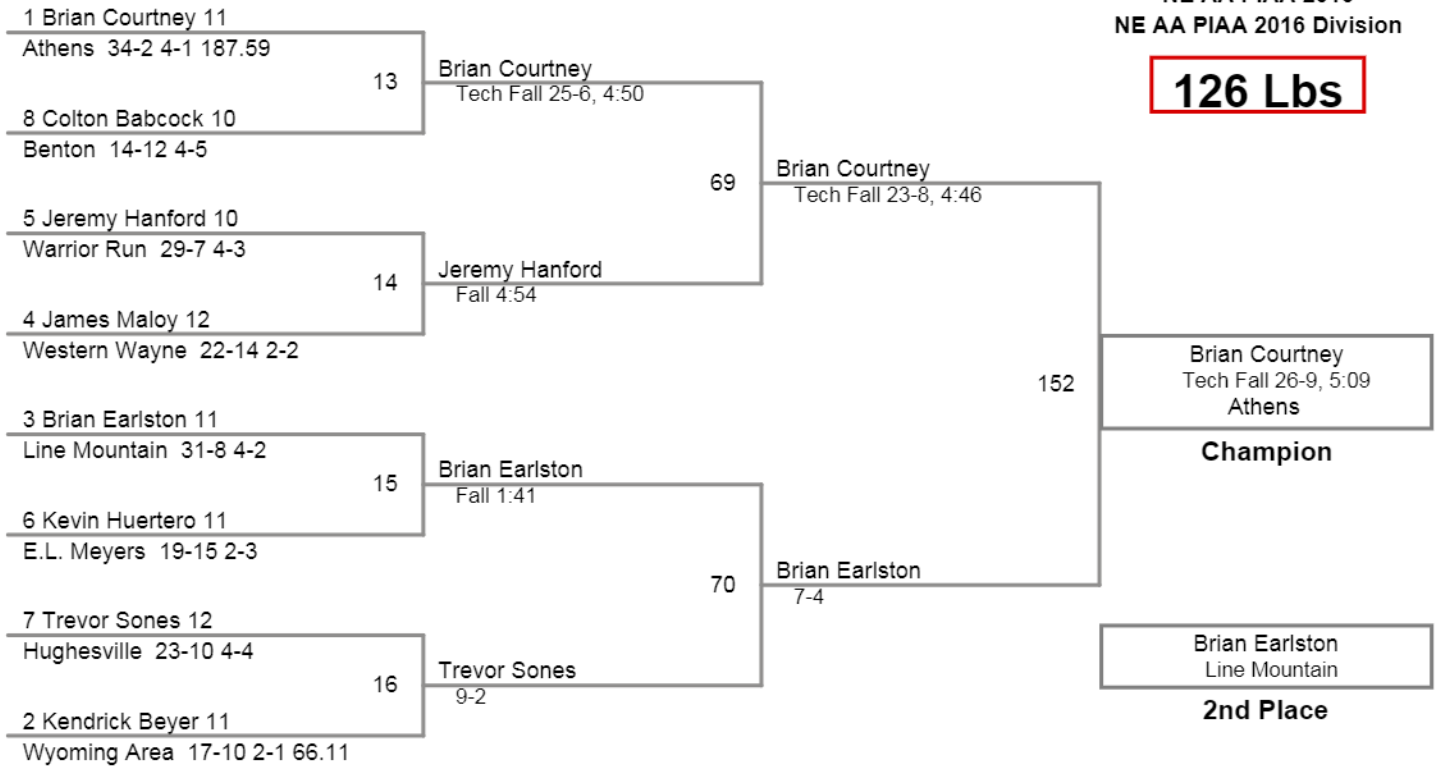 NE AA PIAA 2016
NE AA PIAA 2016 Division
126 Lbs
1 Brian Courtney 11
Athens 34-2 4-1 187.59
13
8 Colton Babcock 10
Benton 14-12 4-5
Brian Courtney
Tech Fall 25-6, 4:50
5 Jeremy Hanford 10
Warrior Run 29-7 4-3
14
4 James Maloy 12
Western Wayne 22-14 2-2
Jeremy Hanford
Fall 4:54
69
Brian Courtney
Tech Fall 23-8, 4:46
3 Brian Earlston 11
Line Mountain 31-8 4-2
15
6 Kevin Huertero 11
E.L. Meyers 19-15 2-3
Brian Earlston
Fall 1:41
7 Trevor Sones 12
Hughesville 23-10 4-4
16
2 Kendrick Beyer 11
Wyoming Area 17-10 2-1 66.11
Trevor Sones
9-2
70
Brian Earlston
7-4
152
Brian Courtney
Tech Fall 26-9, 5:09
Athens
Champion
Brian Earlston
Line Mountain
2nd Place